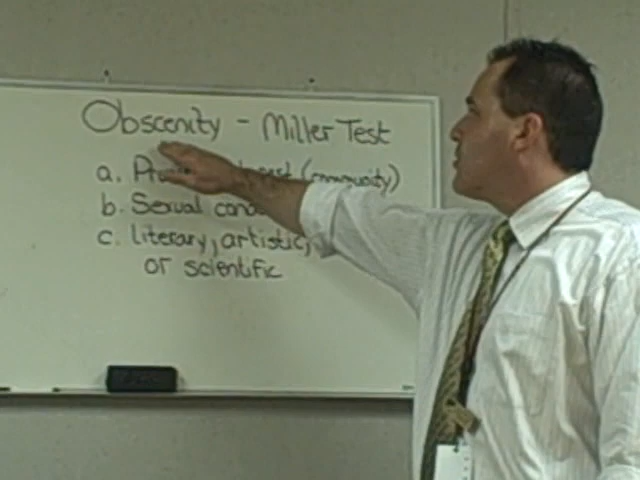 Obscenity - Miller Test
a. (community)
b. Sexual
c. literary, artistic,
or scientific